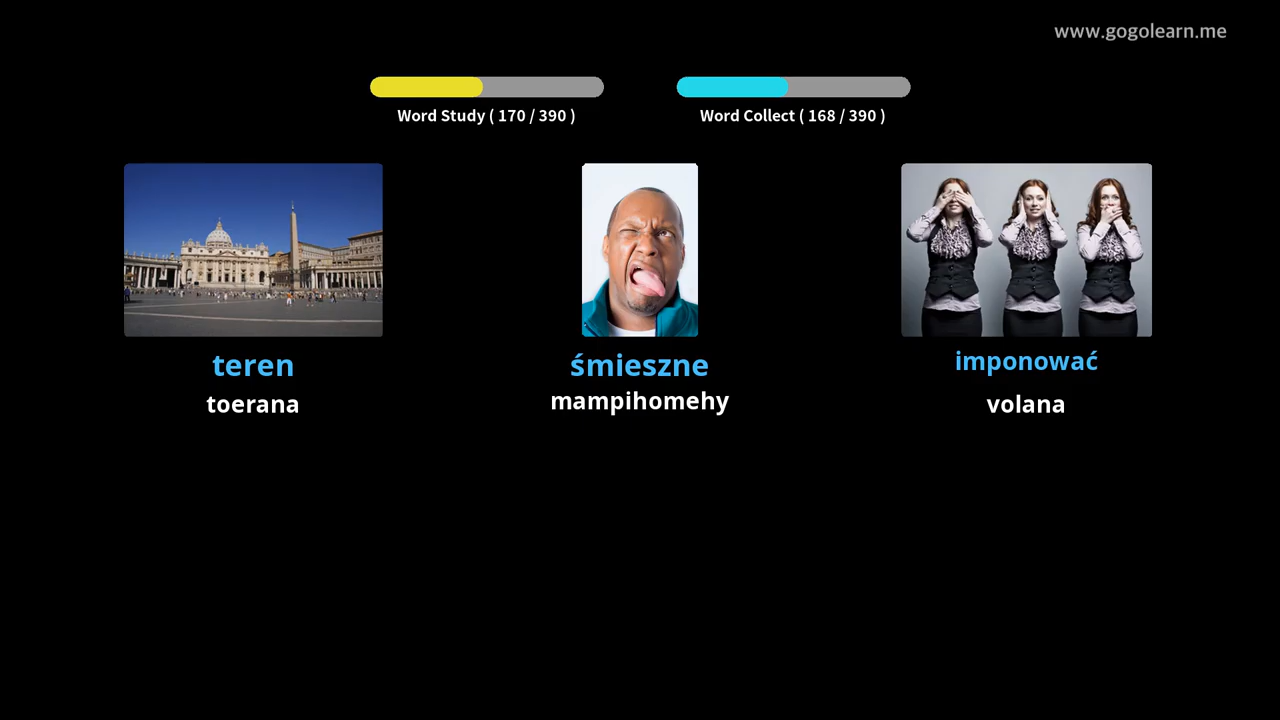 www.gogolearn.me
Word Study ( 170 / 390 )
Word Collect ( 168 / 390 )
teren
śmieszne
imponować
toerana
mampihomehy
volana